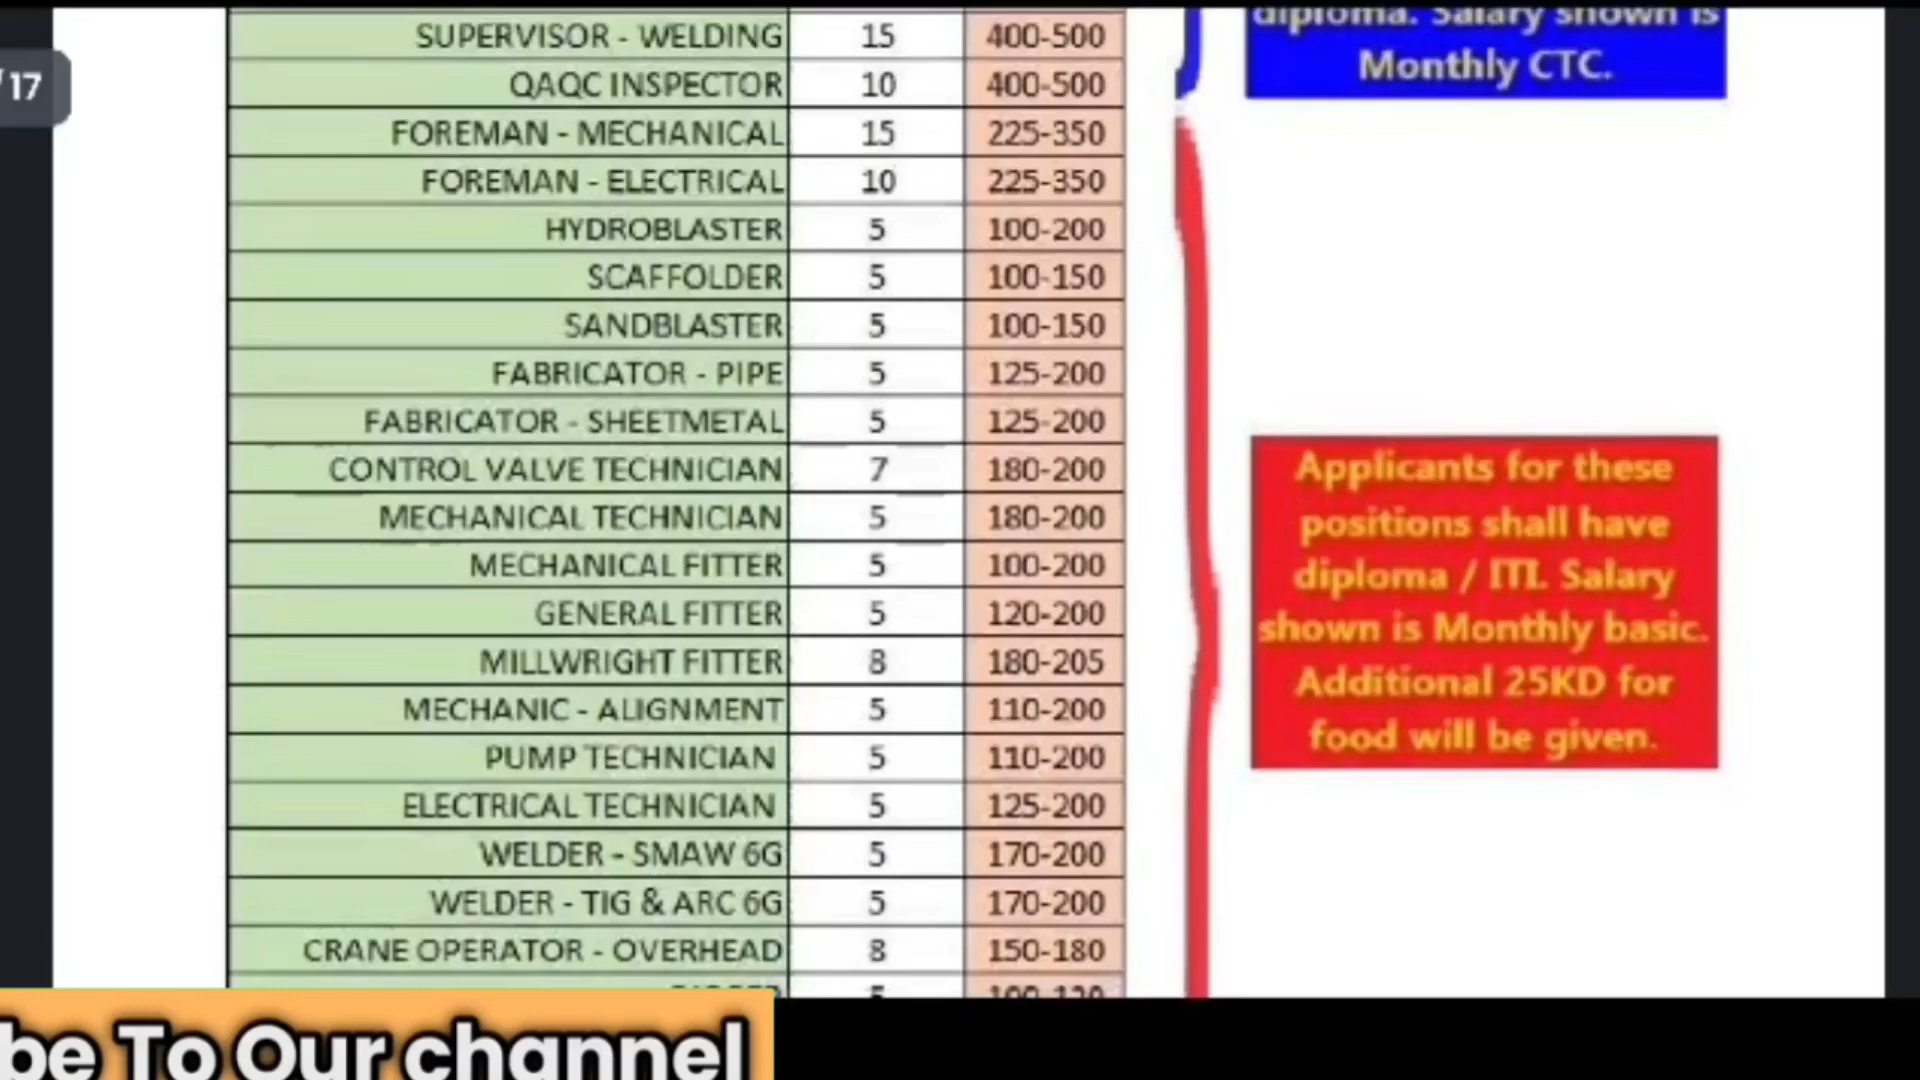 diploma. Salary shown is
Monthly CTC.
/17
SUPERVISOR - WELDING 15 400-500
QAQC INSPECTOR 10 400-500
FOREMAN - MECHANICAL 15 225-350
FOREMAN - ELECTRICAL 10 225-350
HYDROBLASTER 5 100-200
SCAFFOLDER 5 100-150
SANDBLASTER 5 100-150
FABRICATOR - PIPE 5 125-200
FABRICATOR - SHEETMETAL 5 125-200
CONTROL VALVE TECHNICIAN 7 180-200
MECHANICAL TECHNICIAN 5 180-200
MECHANICAL FITTER 5 100-200
GENERAL FITTER 5 120-200
MILLWRIGHT FITTER 8 180-205
MECHANIC - ALIGNMENT 5 110-200
PUMP TECHNICIAN 5 110-200
ELECTRICAL TECHNICIAN 5 125-200
WELDER - SMAW 6G 5 170-200
WELDER - TIG & ARC 6G 5 170-200
CRANE OPERATOR - OVERHEAD 8 150-180
Applicants for these
positions shall have
diploma / ITI. Salary
shown is Monthly basic.
Additional 25KD for
food will be given.
be To Our channel